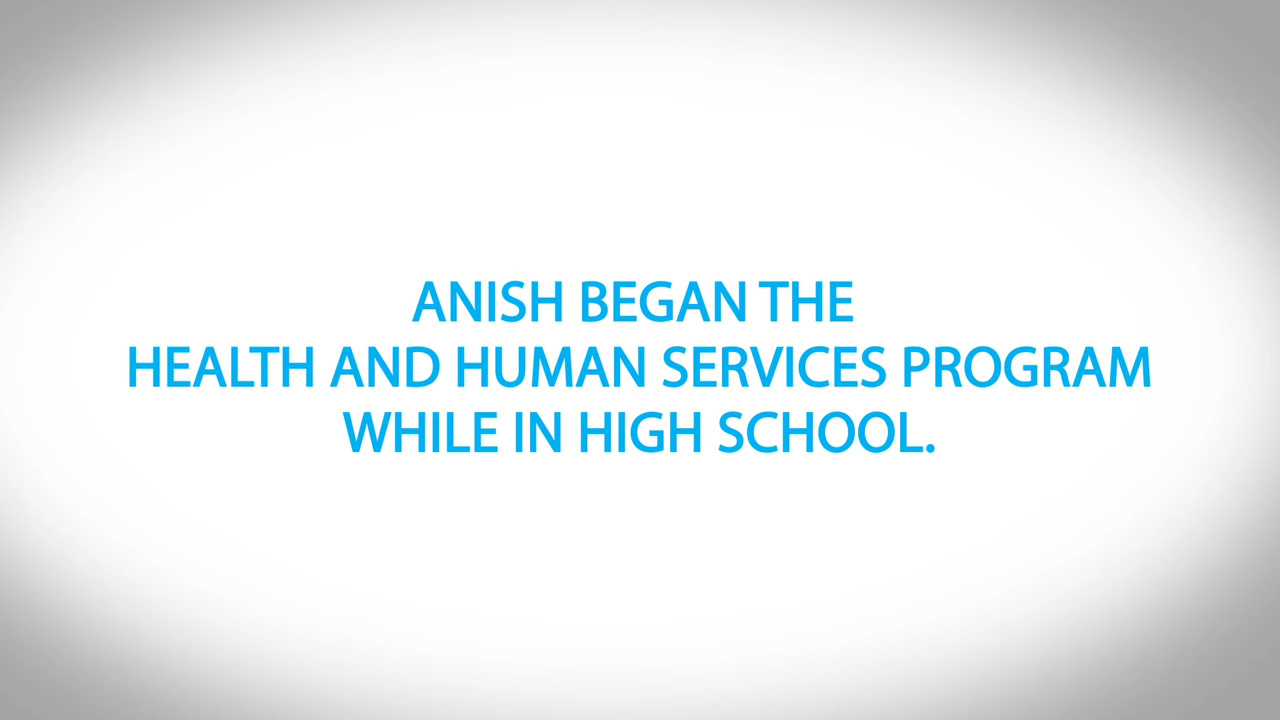 ANISH BEGAN THE
HEALTH AND HUMAN SERVICES PROGRAM
WHILE IN HIGH SCHOOL.